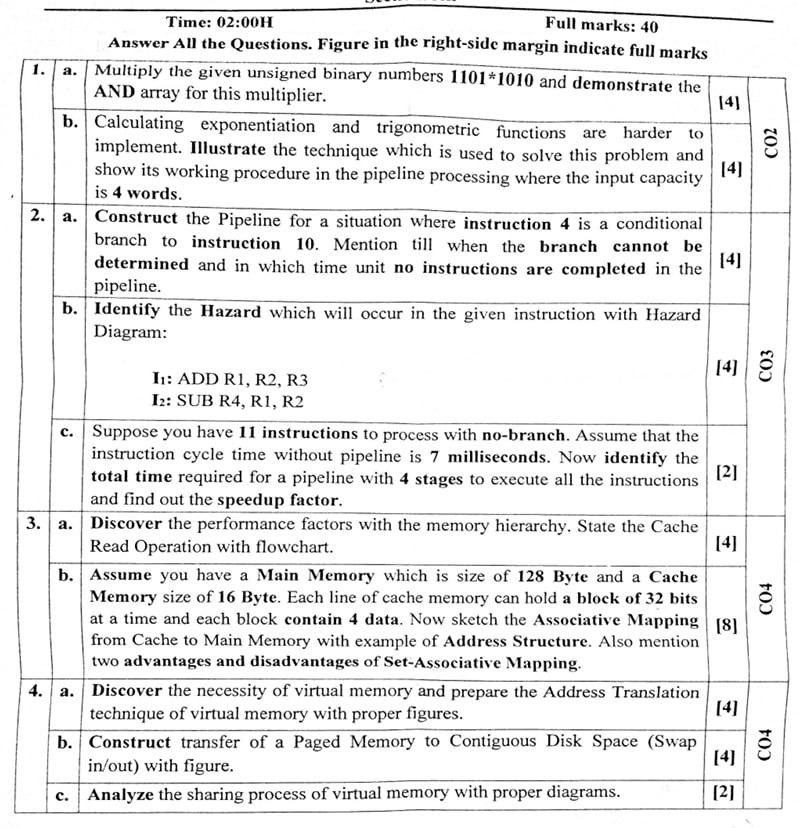 Time: 02:00H Full marks: 40
Answer All the Questions. Figure in the right-side margin indicate full marks
1. a. Multiply the given unsigned binary numbers 1101*1010 and demonstrate the
AND array for this multiplier. [4]
b. Calculating exponentiation and trigonometric functions are harder to
implement. Illustrate the technique which is used to solve this problem and
show its working procedure in the pipeline processing where the input capacity
is 4 words. [4]
CO2
2. a. Construct the Pipeline for a situation where instruction 4 is a conditional
branch to instruction 10. Mention till when the branch cannot be
determined and in which time unit no instructions are completed in the
pipeline. [4]
b. Identify the Hazard which will occur in the given instruction with Hazard
Diagram:
I1: ADD R1, R2, R3
I2: SUB R4, R1, R2
[4]
c. Suppose you have 11 instructions to process with no-branch. Assume that the
instruction cycle time without pipeline is 7 milliseconds. Now identify the
total time required for a pipeline with 4 stages to execute all the instructions
and find out the speedup factor. [2]
CO3
3. a. Discover the performance factors with the memory hierarchy. State the Cache
Read Operation with flowchart. [4]
b. Assume you have a Main Memory which is size of 128 Byte and a Cache
Memory size of 16 Byte. Each line of cache memory can hold a block of 32 bits
at a time and each block contain 4 data. Now sketch the Associative Mapping
from Cache to Main Memory with example of Address Structure. Also mention
two advantages and disadvantages of Set-Associative Mapping. [8]
CO4
4. a. Discover the necessity of virtual memory and prepare the Address Translation
technique of virtual memory with proper figures. [4]
b. Construct transfer of a Paged Memory to Contiguous Disk Space (Swap
in/out) with figure. [4]
c. Analyze the sharing process of virtual memory with proper diagrams. [2]
CO4